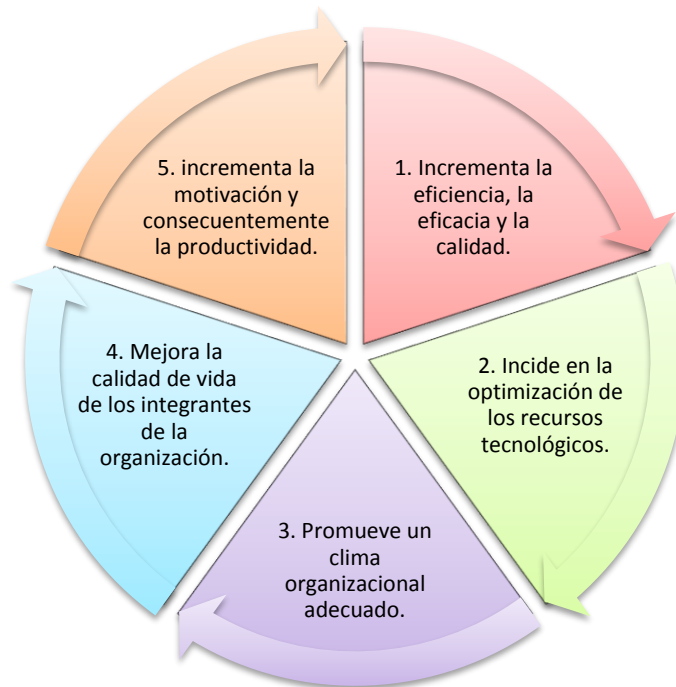 1. Incrementa la
eficiencia, la
eficacia y la
calidad.
2. Incide en la
optimización de
los recursos
tecnológicos.
3. Promueve un
clima
organizacional
adecuado.
4. Mejora la
calidad de vida
de los integrantes
de la
organización.
5. incrementa la
motivación y
consecuentemente
la productividad.